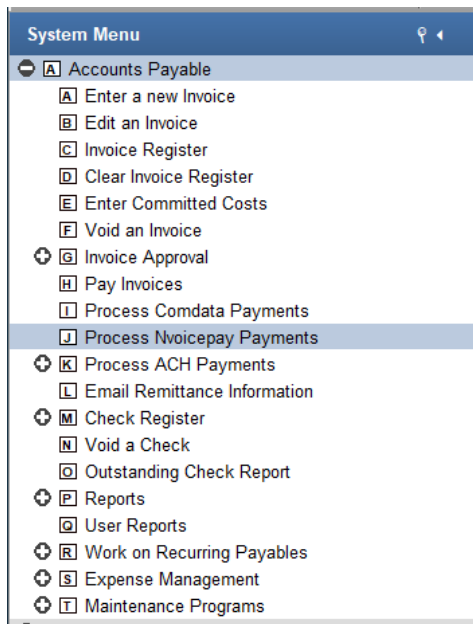 System Menu
A Accounts Payable
A Enter a new Invoice
B Edit an Invoice
C Invoice Register
D Clear Invoice Register
E Enter Committed Costs
F Void an Invoice
G Invoice Approval
H Pay Invoices
I Process Comdata Payments
J Process Nvoicepay Payments
K Process ACH Payments
L Email Remittance Information
M Check Register
N Void a Check
O Outstanding Check Report
P Reports
Q User Reports
R Work on Recurring Payables
S Expense Management
T Maintenance Programs